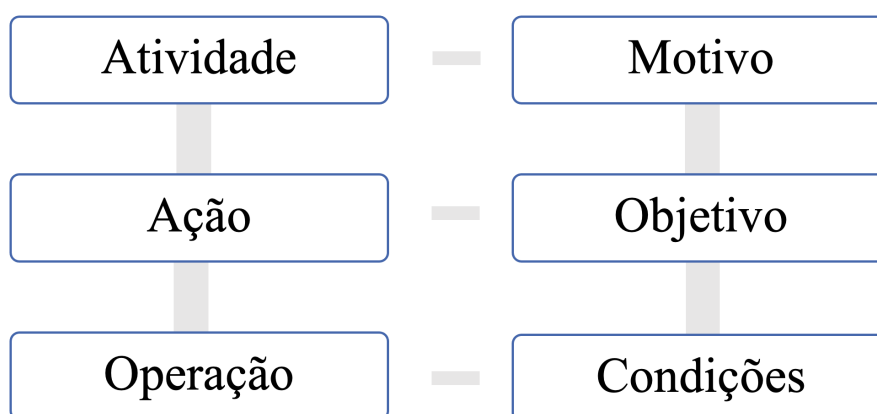 Atividade
Motivo
Ação
Objetivo
Operação
Condições